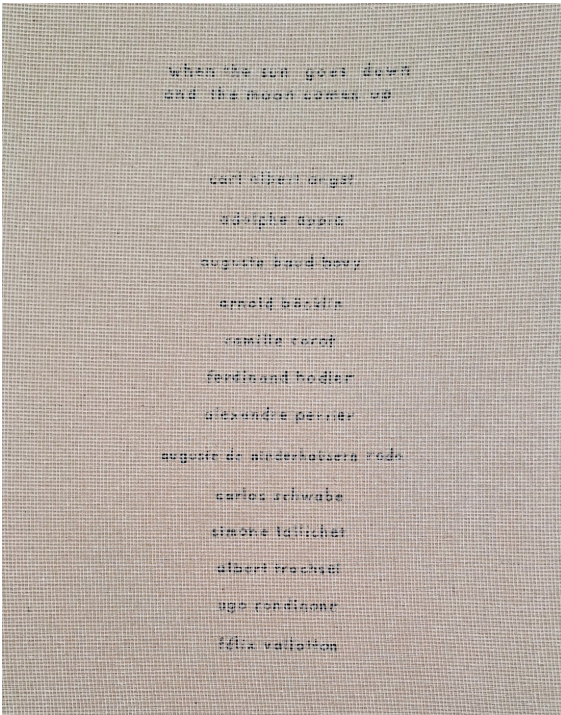 when the sun goes down
and the moon comes up
carl albert angst
adolphe appia
auguste baud-bovy
arnold böcklin
camille corot
ferdinand hodler
alexandre perrier
auguste de niederhäusern rodo
carlos schwabe
simone taillichet
albert trachsel
ugo rondinone
félix vallotton